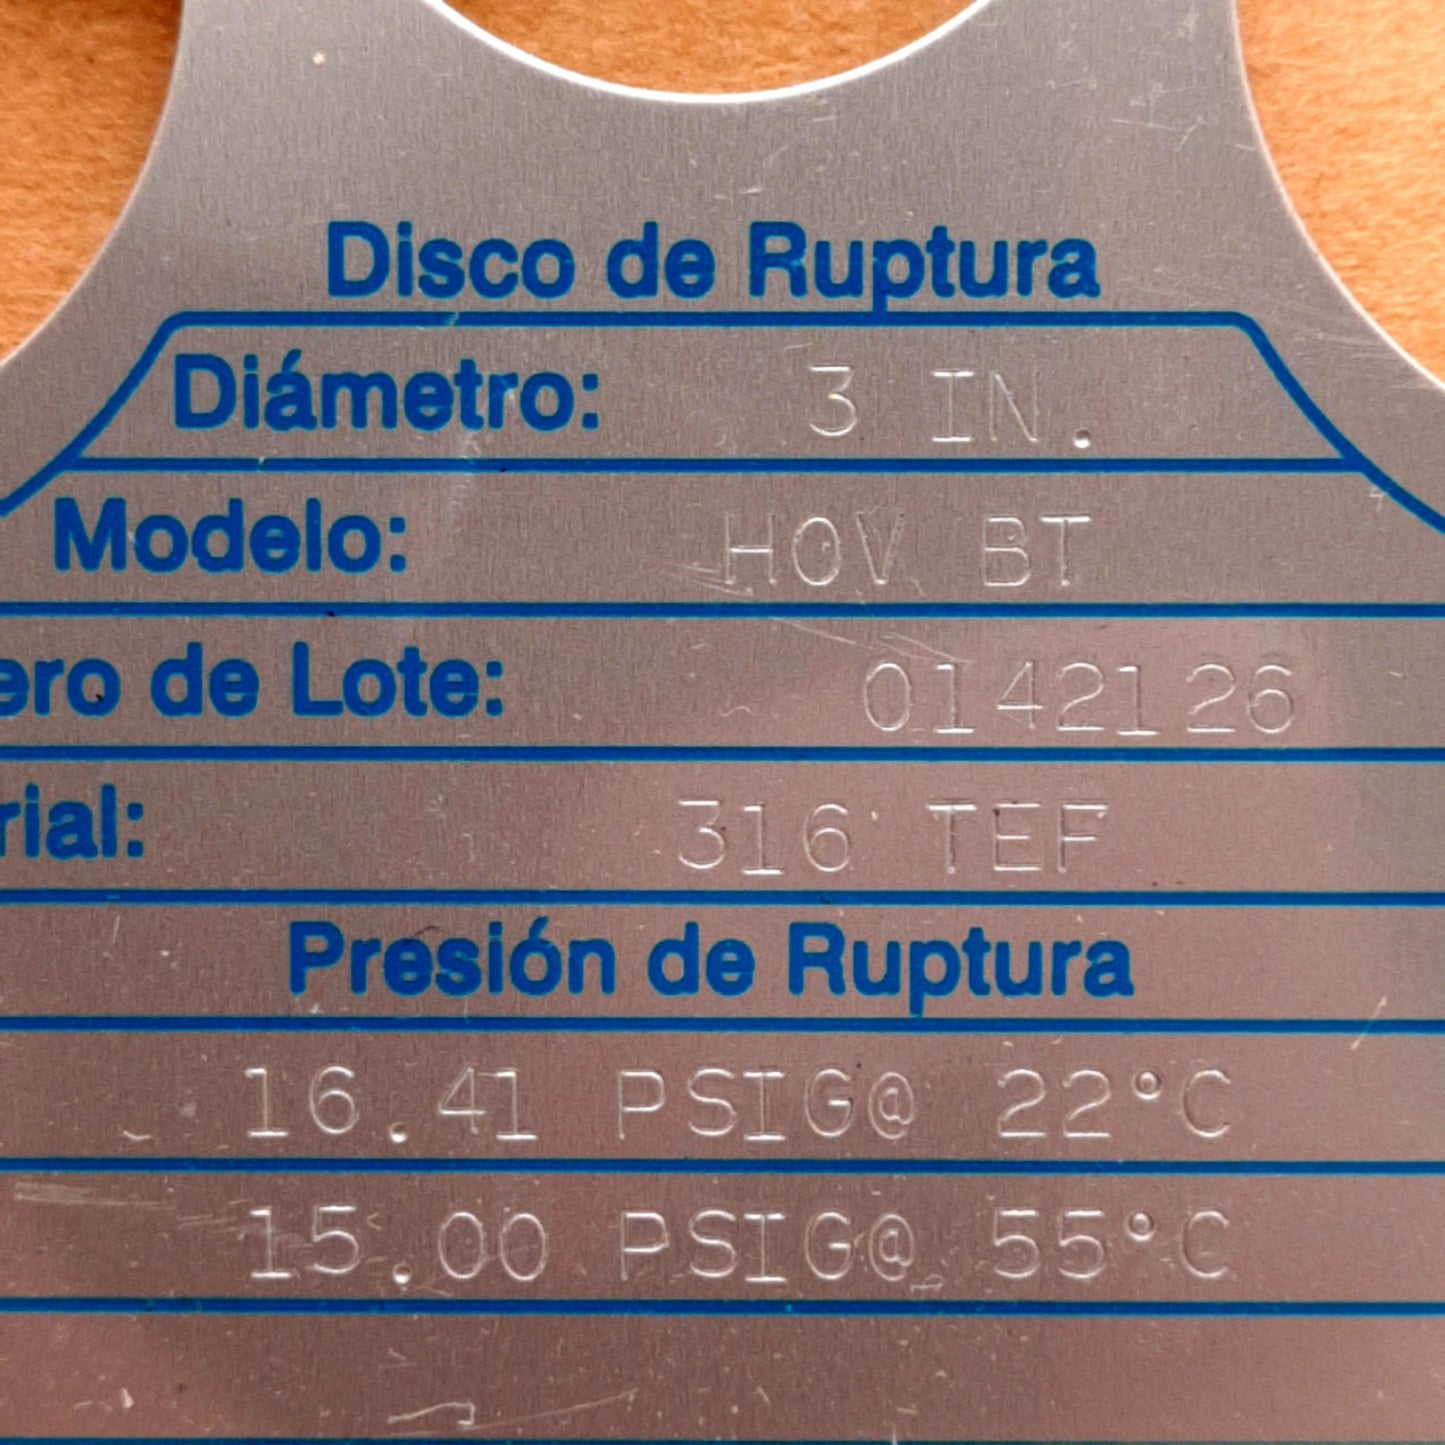 Disco de Ruptura
Diámetro: 3 IN.
Modelo: HOV BT
ero de Lote: 0142126
rial: 316 TEF
Presión de Ruptura
16.41 PSIG@ 22°C
15.00 PSIG@ 55°C